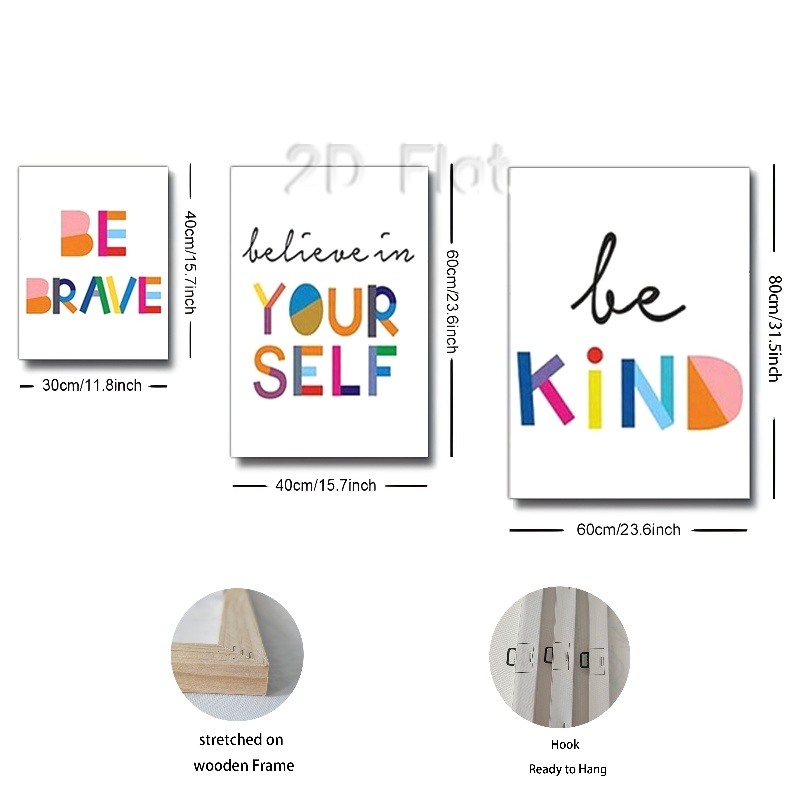 2D Flat
BE
BRAVE
40cm/15.7inch
30cm/11.8inch
believe in
YOUR
SELF
60cm/23.6inch
40cm/15.7inch
be
KiND
80cm/31.5inch
60cm/23.6inch
stretched on
wooden Frame
Hook
Ready to Hang